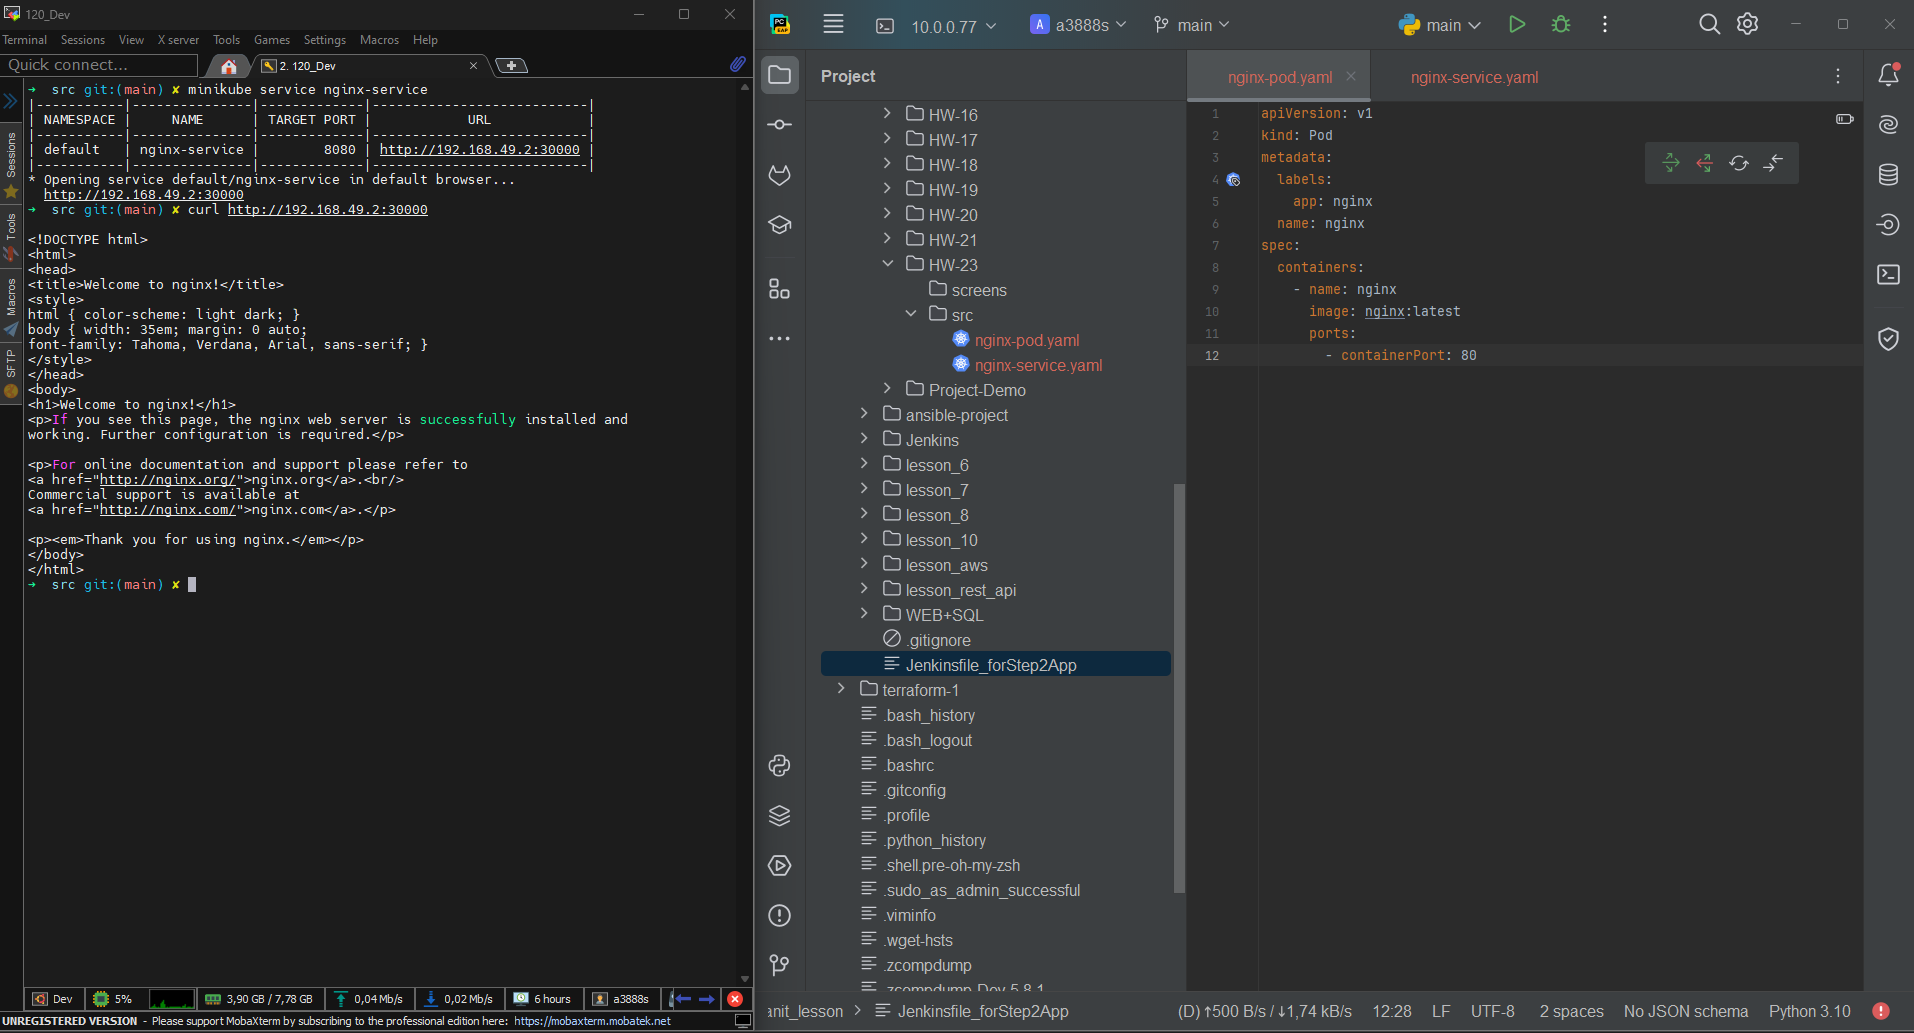 120_Dev
Terminal Sessions View X server Tools Games Settings Macros Help
Quick connect...
2. 120_Dev
Sessions
Tools
Macros
SFTP
➜ src git:(main) ✘ minikube service nginx-service
|-----------|---------------|-------------|---------------------------|
| NAMESPACE | NAME | TARGET PORT | URL |
|-----------|---------------|-------------|---------------------------|
| default | nginx-service | 8080 | http://192.168.49.2:30000 |
|-----------|---------------|-------------|---------------------------|
* Opening service default/nginx-service in default browser...
http://192.168.49.2:30000
➜ src git:(main) ✘ curl http://192.168.49.2:30000
<!DOCTYPE html>
<html>
<head>
<title>Welcome to nginx!</title>
<style>
html { color-scheme: light dark; }
body { width: 35em; margin: 0 auto;
font-family: Tahoma, Verdana, Arial, sans-serif; }
</style>
</head>
<body>
<h1>Welcome to nginx!</h1>
<p>If you see this page, the nginx web server is successfully installed and
working. Further configuration is required.</p>
<p>For online documentation and support please refer to
<a href="http://nginx.org/">nginx.org</a>.<br/>
Commercial support is available at
<a href="http://nginx.com/">nginx.com</a>.</p>
<p><em>Thank you for using nginx.</em></p>
</body>
</html>
➜ src git:(main) ✘
Dev 5% 3,90 GB / 7,78 GB 0,04 Mb/s 0,02 Mb/s 6 hours a3888s
UNREGISTERED VERSION - Please support MobaXterm by subscribing to the professional edition here: https://mobaxterm.mobatek.net
PC EAP 10.0.0.77 A a3888s main main
Project
HW-16
HW-17
HW-18
HW-19
HW-20
HW-21
HW-23
screens
src
nginx-pod.yaml
nginx-service.yaml
Project-Demo
ansible-project
Jenkins
lesson_6
lesson_7
lesson_8
lesson_10
lesson_aws
lesson_rest_api
WEB+SQL
.gitignore
Jenkinsfile_forStep2App
terraform-1
.bash_history
.bash_logout
.bashrc
.gitconfig
.profile
.python_history
.shell.pre-oh-my-zsh
.sudo_as_admin_successful
.viminfo
.wget-hsts
.zcompdump
.zcompdump-Dev-5.8.1
nginx-pod.yaml nginx-service.yaml
1 apiVersion: v1
2 kind: Pod
3 metadata:
4 labels:
5 app: nginx
6 name: nginx
7 spec:
8 containers:
9 - name: nginx
10 image: nginx:latest
11 ports:
12 - containerPort: 80
anit_lesson > Jenkinsfile_forStep2App (D) ↑500 B/s / ↓1,74 kB/s 12:28 LF UTF-8 2 spaces No JSON schema Python 3.10